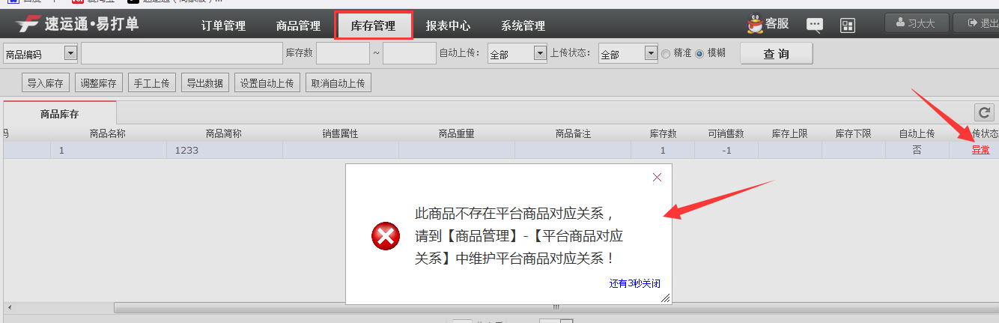 速运通•易打单
订单管理 商品管理 库存管理 报表中心 系统管理 客服 习大大 退出
商品编码 库存数 ~ 自动上传: 全部 上传状态: 全部 精准 模糊 查 询
导入库存 调整库存 手工上传 导出数据 设置自动上传 取消自动上传
商品库存
码 商品名称 商品简称 销售属性 商品重量 商品备注 库存数 可销售数 库存上限 库存下限 自动上传 传状态
1 1233 1 -1 否 异常
此商品不存在平台商品对应关系，
请到【商品管理】-【平台商品对应
关系】中维护平台商品对应关系！
还有3秒关闭